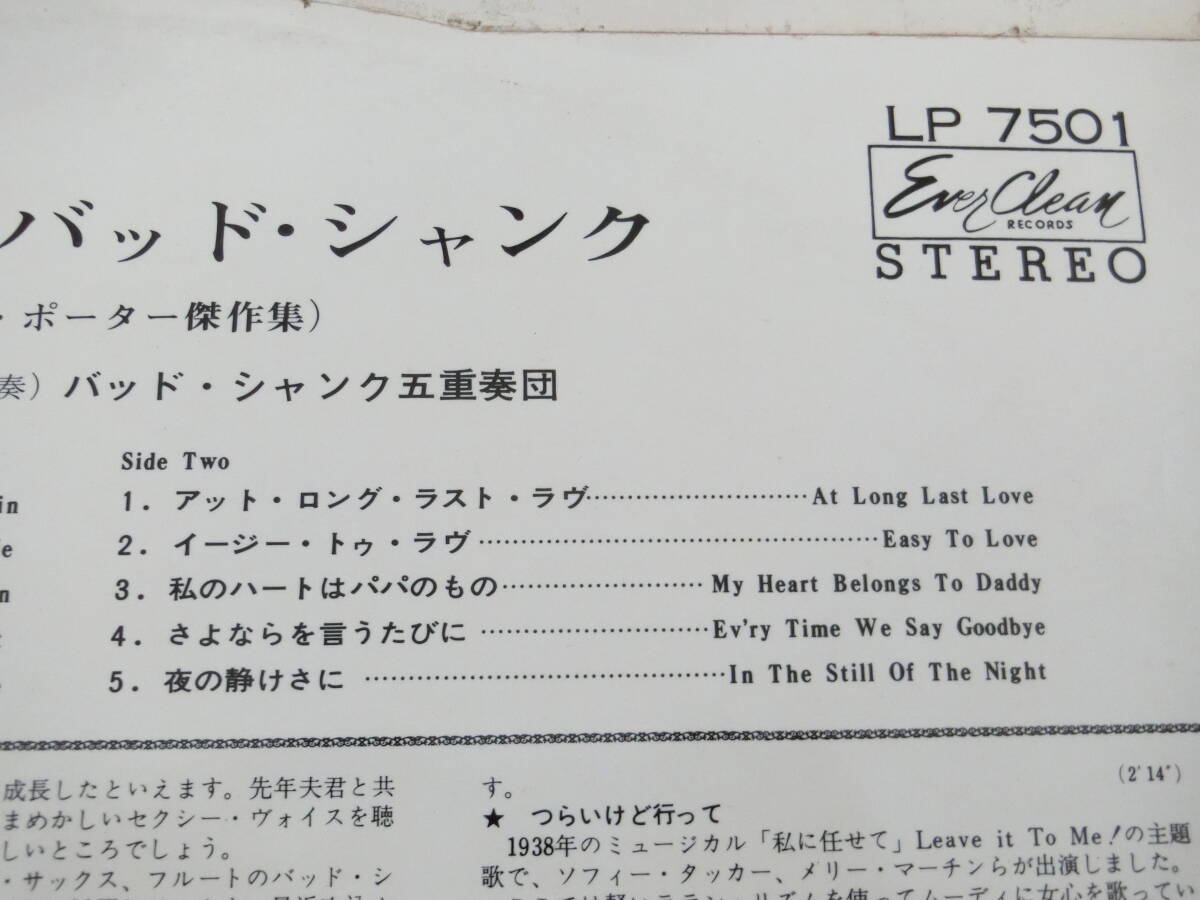 LP 7501
Ever Clean
RECORDS
STEREO
バッド・シャンク
・ポーター傑作集)
奏) バッド・シャンク五重奏団
Side Two
1. アット・ロング・ラスト・ラヴ……………………… At Long Last Love
2. イージー・トゥ・ラヴ……………………………………… Easy To Love
3. 私のハートはパパのもの…………………… My Heart Belongs To Daddy
4. さよならを言うたびに……………………… Ev'ry Time We Say Goodbye
5. 夜の静けさに…………………………………… In The Still Of The Night
in
e
n
成長したといえます。先年夫君と共
まめかしいセクシー・ヴォイスを聴
しいところでしょう。
・サックス、フルートのバッド・シ
(2'14")
す。
★ つらいけど行って
1938年のミュージカル「私に任せて」Leave it To Me!の主題
歌で、ソフィー・タッカー、メリー・マーチンらが出演しました。